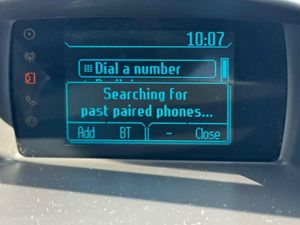 10:07
Dial a number
Searching for
past paired phones...
Add BT - Close